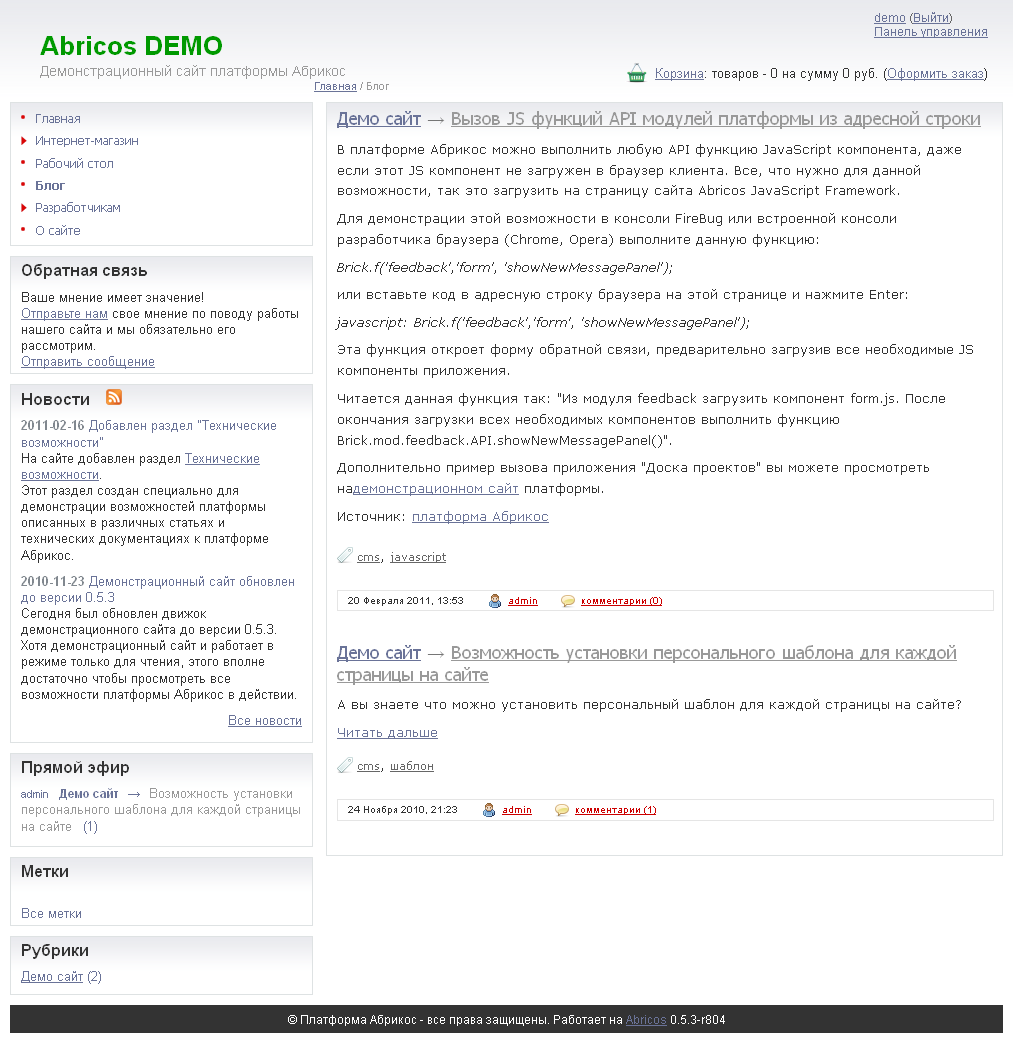 demo (Выйти)
Панель управления
Abricos DEMO
Демонстрационный сайт платформы Абрикос
Корзина: товаров - 0 на сумму 0 руб. (Оформить заказ)
Главная / Блог
Главная
Интернет-магазин
Рабочий стол
Блог
Разработчикам
О сайте
Обратная связь
Ваше мнение имеет значение!
Отправьте нам свое мнение по поводу работы
нашего сайта и мы обязательно его
рассмотрим.
Отправить сообщение
Новости
2011-02-16 Добавлен раздел "Технические
возможности"
На сайте добавлен раздел Технические
возможности.
Этот раздел создан специально для
демонстрации возможностей платформы
описанных в различных статьях и
технических документациях к платформе
Абрикос.
2010-11-23 Демонстрационный сайт обновлен
до версии 0.5.3
Сегодня был обновлен движок
демонстрационного сайта до версии 0.5.3.
Хотя демонстрационный сайт и работает в
режиме только для чтения, этого вполне
достаточно чтобы просмотреть все
возможности платформы Абрикос в действии.
Все новости
Прямой эфир
admin Демо сайт → Возможность установки
персонального шаблона для каждой страницы
на сайте (1)
Метки
Все метки
Рубрики
Демо сайт (2)
Демо сайт → Вызов JS функций API модулей платформы из адресной строки
В платформе Абрикос можно выполнить любую API функцию JavaScript компонента, даже
если этот JS компонент не загружен в браузер клиента. Все, что нужно для данной
возможности, так это загрузить на страницу сайта Abricos JavaScript Framework.
Для демонстрации этой возможности в консоли FireBug или встроенной консоли
разработчика браузера (Chrome, Opera) выполните данную функцию:
Brick.f('feedback','form', 'showNewMessagePanel');
или вставьте код в адресную строку браузера на этой странице и нажмите Enter:
javascript: Brick.f('feedback','form', 'showNewMessagePanel');
Эта функция откроет форму обратной связи, предварительно загрузив все необходимые JS
компоненты приложения.
Читается данная функция так: "Из модуля feedback загрузить компонент form.js. После
окончания загрузки всех необходимых компонентов выполнить функцию
Brick.mod.feedback.API.showNewMessagePanel()".
Дополнительно пример вызова приложения "Доска проектов" вы можете просмотреть
надемонстрационном сайт платформы.
Источник: платформа Абрикос
cms, javascript
20 Февраля 2011, 13:53 admin комментарии (0)
Демо сайт → Возможность установки персонального шаблона для каждой
страницы на сайте
А вы знаете что можно установить персональный шаблон для каждой страницы на сайте?
Читать дальше
cms, шаблон
24 Ноября 2010, 21:23 admin комментарии (1)
© Платформа Абрикос - все права защищены. Работает на Abricos 0.5.3-r804